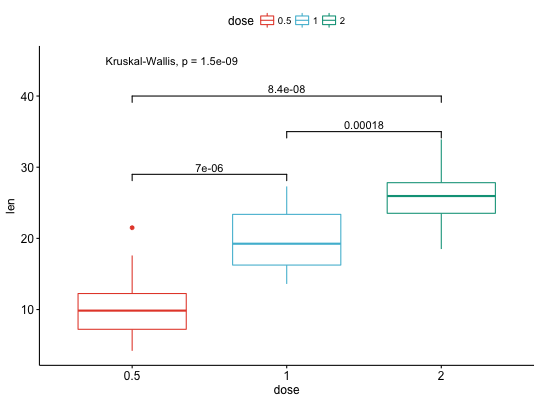 dose 0.5 1 2
Kruskal-Wallis, p = 1.5e-09
40
8.4e-08
0.00018
30
7e-06
len
20
10
0.5 1 2
dose